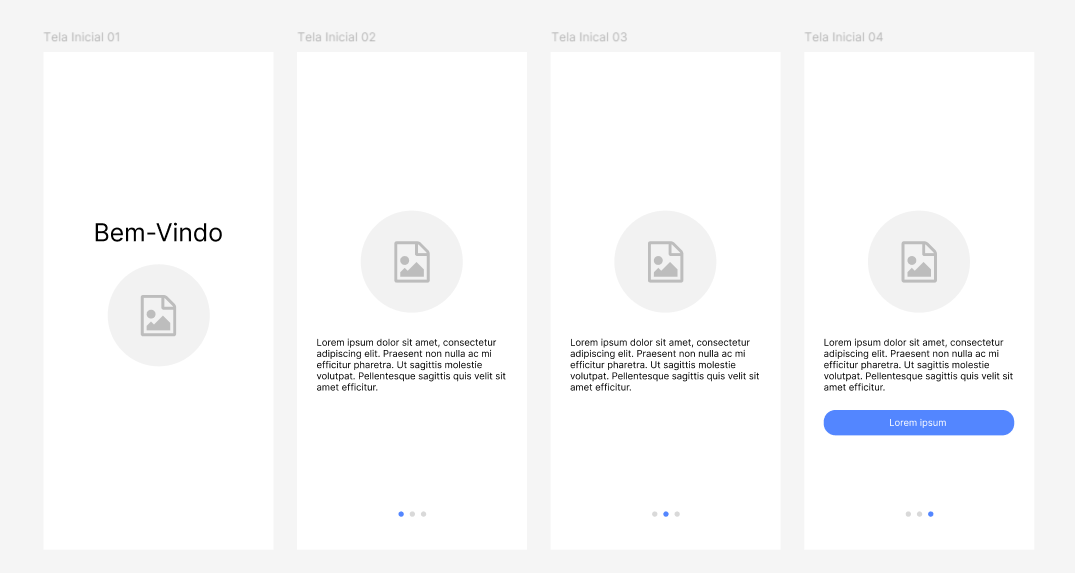 Tela Inicial 01
Tela Inicial 02
Tela Inical 03
Tela Inicial 04
Bem-Vindo
Lorem ipsum dolor sit amet, consectetur
adipiscing elit. Praesent non nulla ac mi
efficitur pharetra. Ut sagittis molestie
volutpat. Pellentesque sagittis quis velit sit
amet efficitur.
Lorem ipsum dolor sit amet, consectetur
adipiscing elit. Praesent non nulla ac mi
efficitur pharetra. Ut sagittis molestie
volutpat. Pellentesque sagittis quis velit sit
amet efficitur.
Lorem ipsum dolor sit amet, consectetur
adipiscing elit. Praesent non nulla ac mi
efficitur pharetra. Ut sagittis molestie
volutpat. Pellentesque sagittis quis velit sit
amet efficitur.
Lorem ipsum